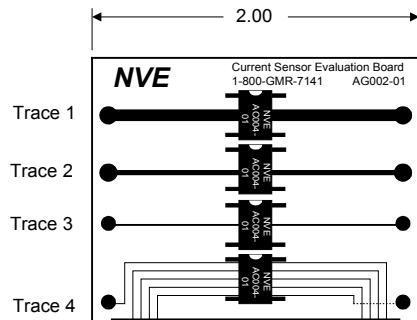 2.00
NVE
Current Sensor Evaluation Board
1-800-GMR-7141 AG002-01
Trace 1
NVE
AC004-
01
Trace 2
NVE
AC004-
01
Trace 3
NVE
AC004-
01
Trace 4
NVE
AC004-
01